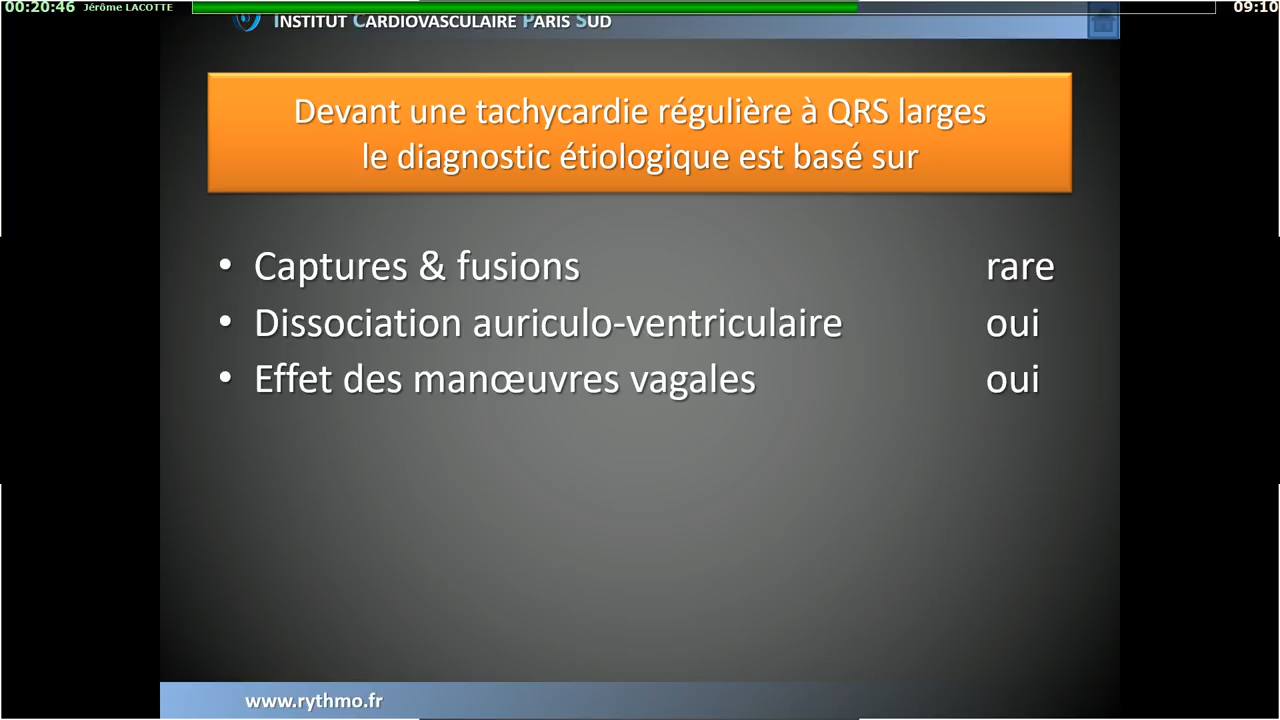 00:20:46 Jérôme LACOTTE 09:10
INSTITUT CARDIOVASCULAIRE PARIS SUD
Devant une tachycardie régulière à QRS larges
le diagnostic étiologique est basé sur
• Captures & fusions rare
• Dissociation auriculo-ventriculaire oui
• Effet des manœuvres vagales oui
www.rythmo.fr